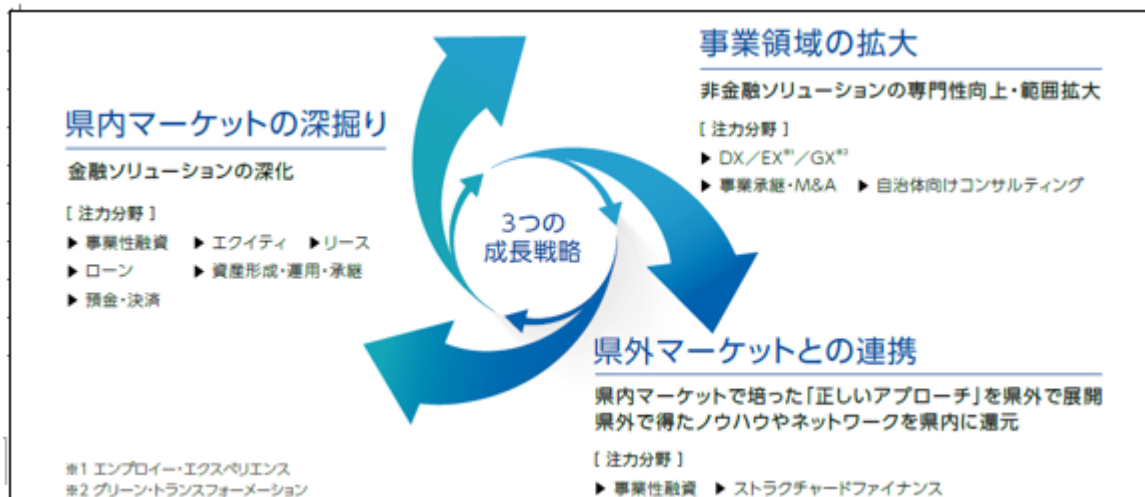 県内マーケットの深掘り
金融ソリューションの深化
[ 注力分野 ]
▶ 事業性融資 ▶ エクイティ ▶リース
▶ ローン ▶ 資産形成・運用・承継
▶ 預金・決済
3つの
成長戦略
事業領域の拡大
非金融ソリューションの専門性向上・範囲拡大
[ 注力分野 ]
▶ DX/EX※1/GX※2
▶ 事業承継・M&A ▶ 自治体向けコンサルティング
県外マーケットとの連携
県内マーケットで培った「正しいアプローチ」を県外で展開
県外で得たノウハウやネットワークを県内に還元
[ 注力分野 ]
▶ 事業性融資 ▶ ストラクチャードファイナンス
※1 エンプロイー・エクスペリエンス
※2 グリーン・トランスフォーメーション